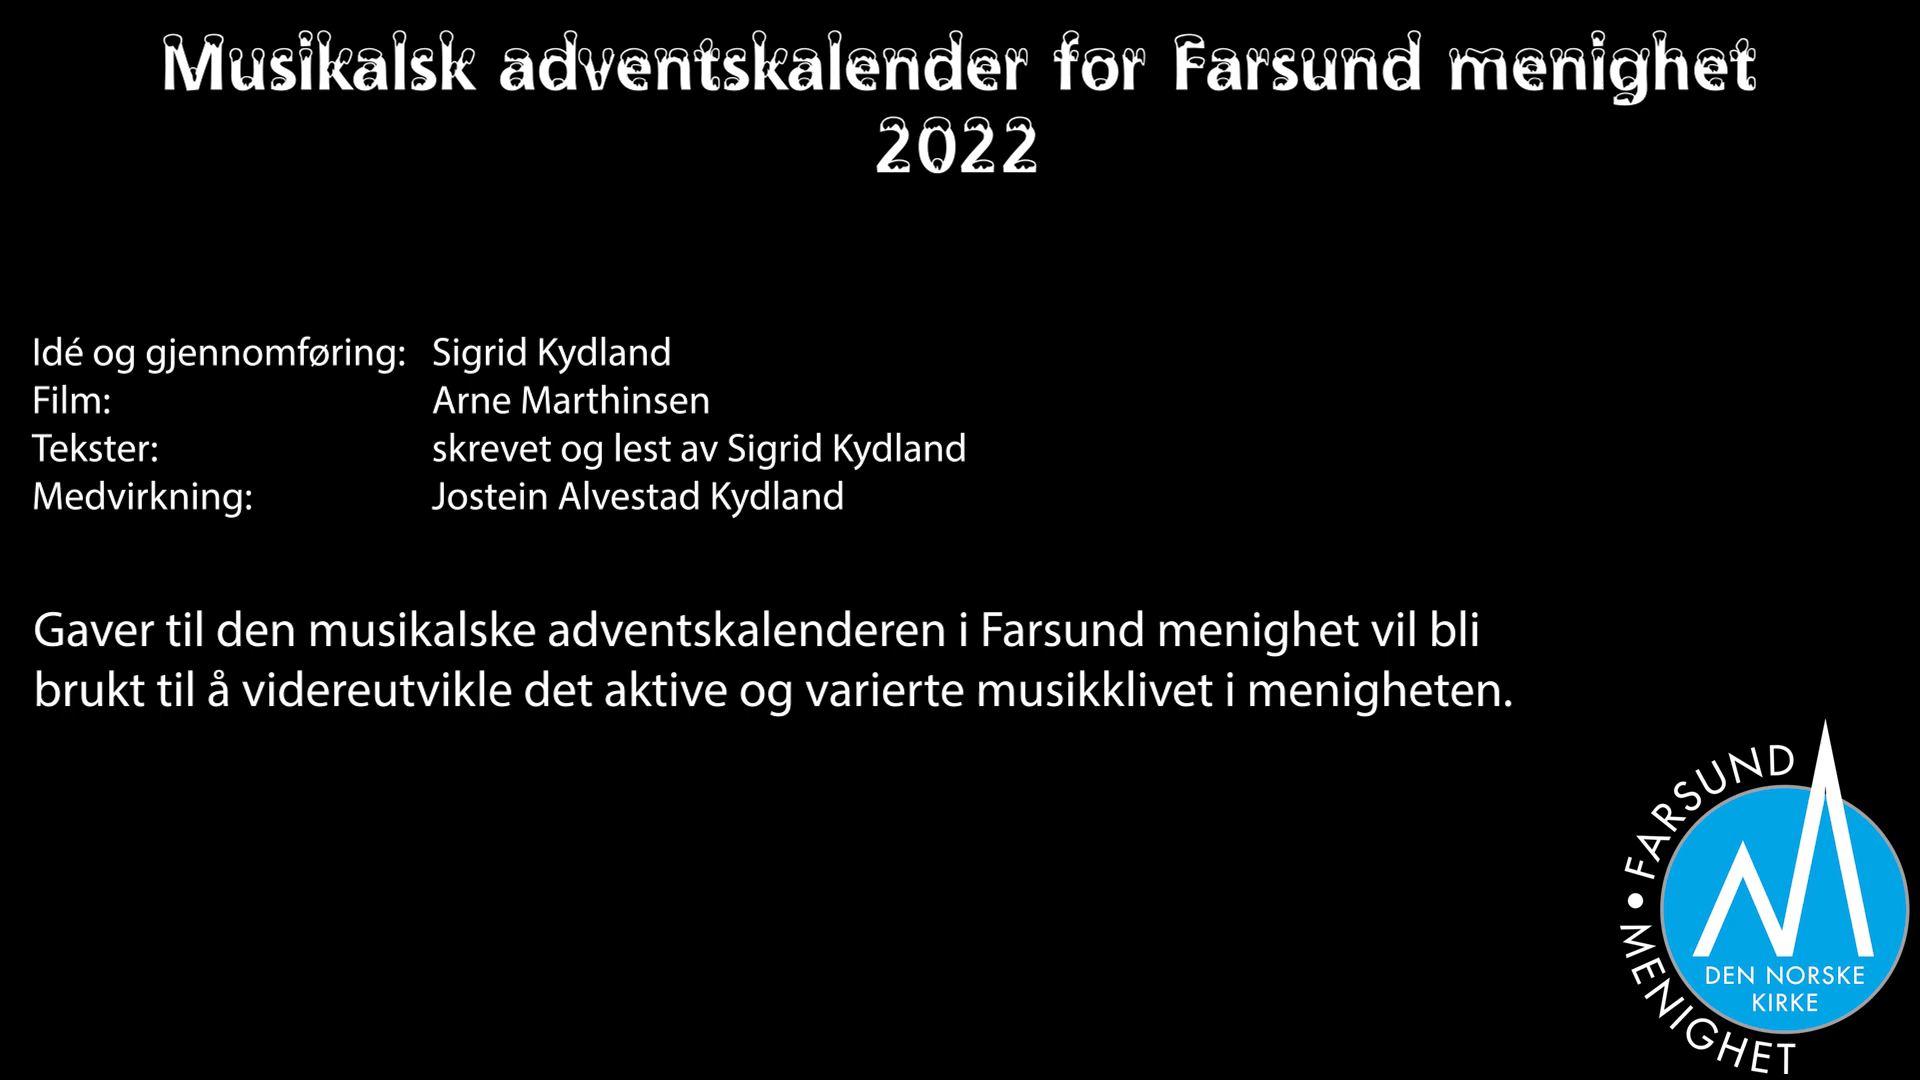 Musikalsk adventskalender for Farsund menighet
2022
Idé og gjennomføring: Sigrid Kydland
Film: Arne Marthinsen
Tekster: skrevet og lest av Sigrid Kydland
Medvirkning: Jostein Alvestad Kydland
Gaver til den musikalske adventskalenderen i Farsund menighet vil bli
brukt til å videreutvikle det aktive og varierte musikklivet i menigheten.
FARSUND
• MENIGHET
DEN NORSKE
KIRKE